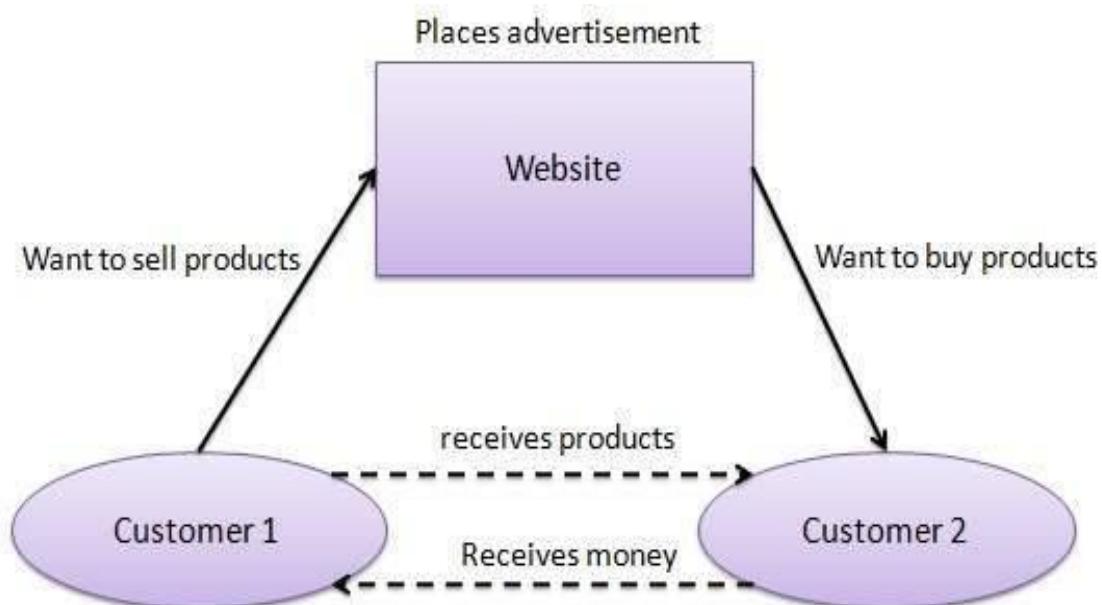 Places advertisement
Website
Want to sell products
Want to buy products
receives products
Customer 1
Customer 2
Receives money